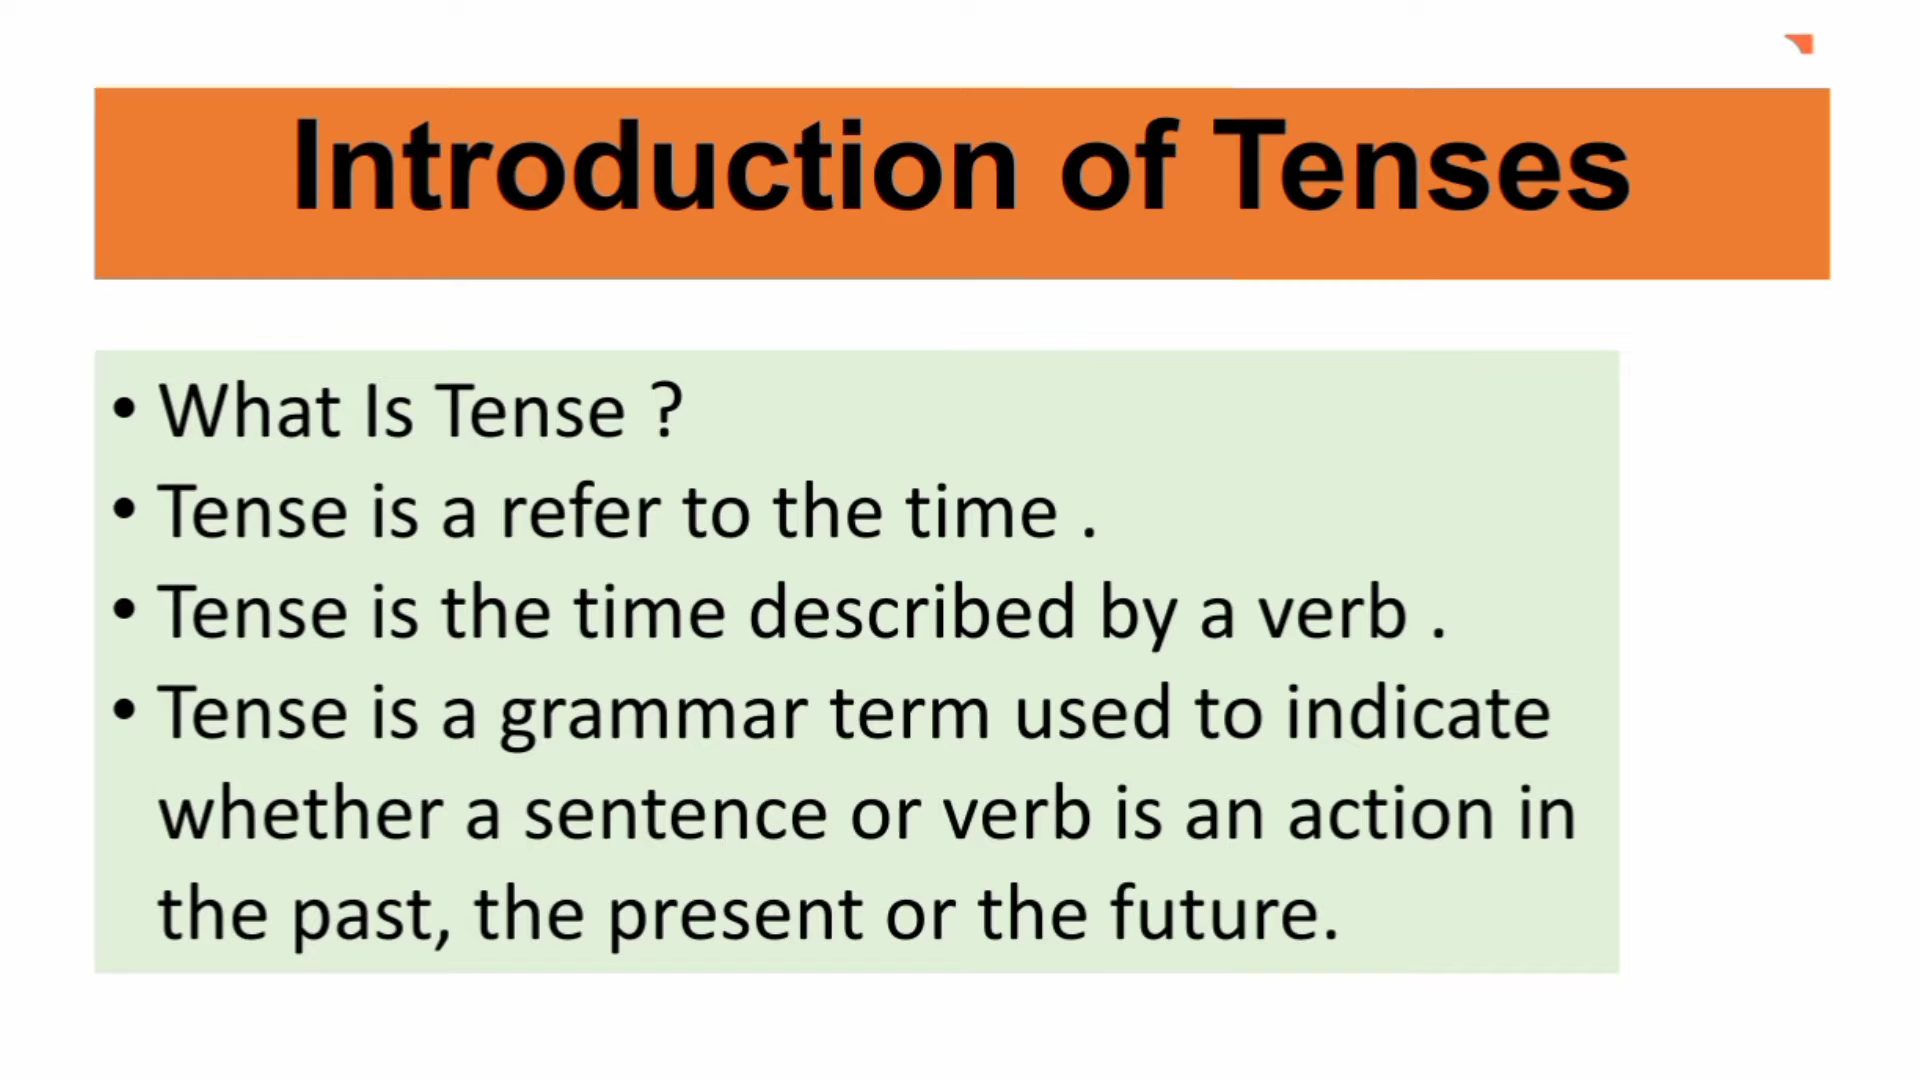 Introduction of Tenses
• What Is Tense ?
• Tense is a refer to the time .
• Tense is the time described by a verb .
• Tense is a grammar term used to indicate
whether a sentence or verb is an action in
the past, the present or the future.